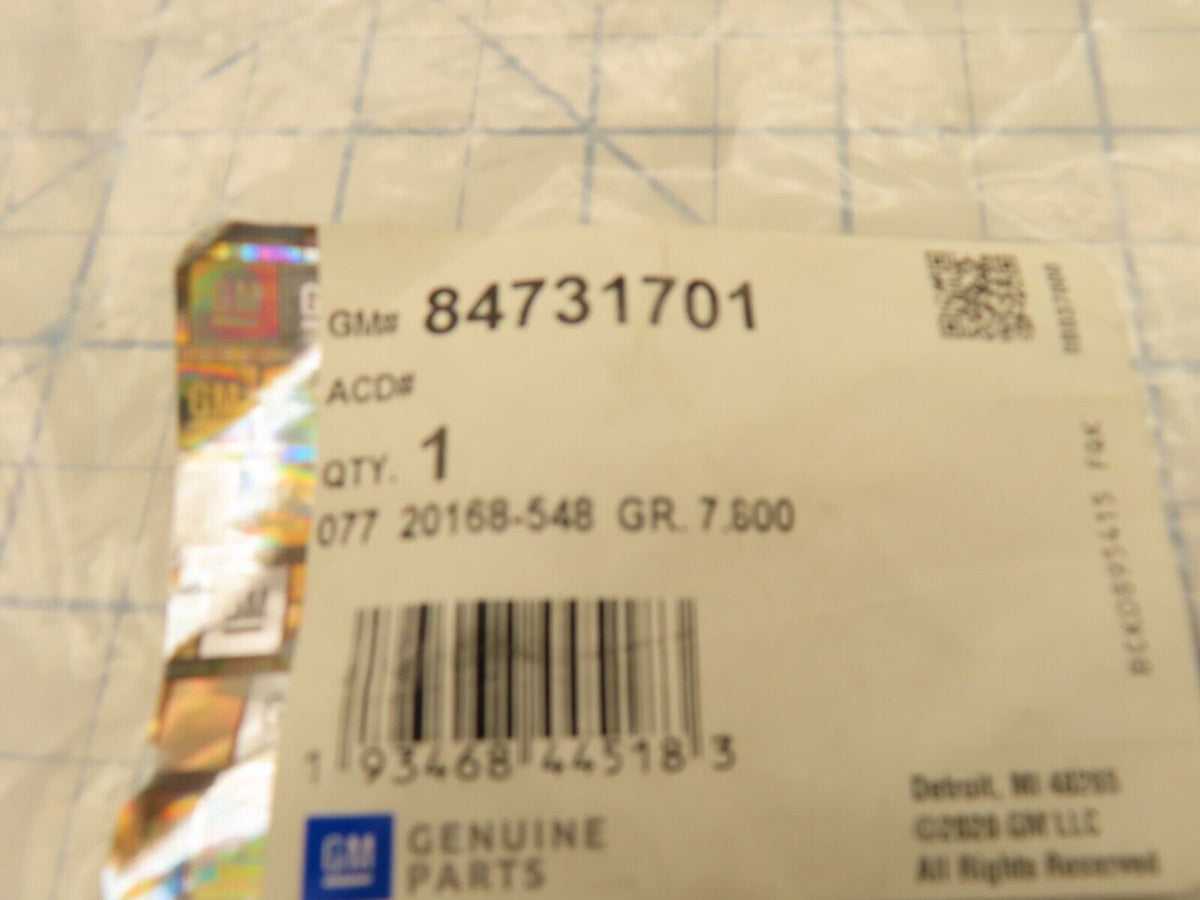 GM# 84731701
ACD#
QTY. 1
077 20168-548 GR. 7.800
1 93468 44518 3
GM GENUINE
PARTS
Detroit, MI 48265
©2020 GM LLC
All Rights Reserved